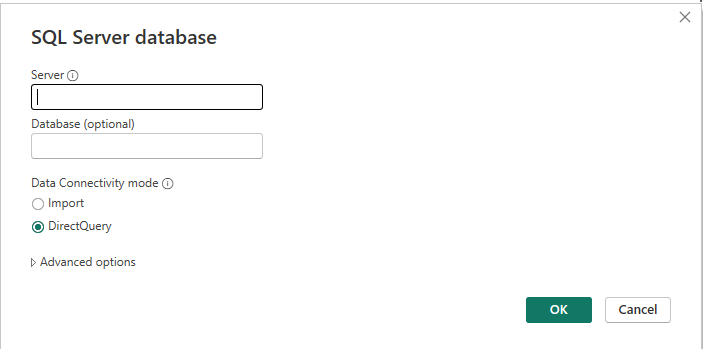 SQL Server database
Server
Database (optional)
Data Connectivity mode
Import
DirectQuery
Advanced options
OK Cancel